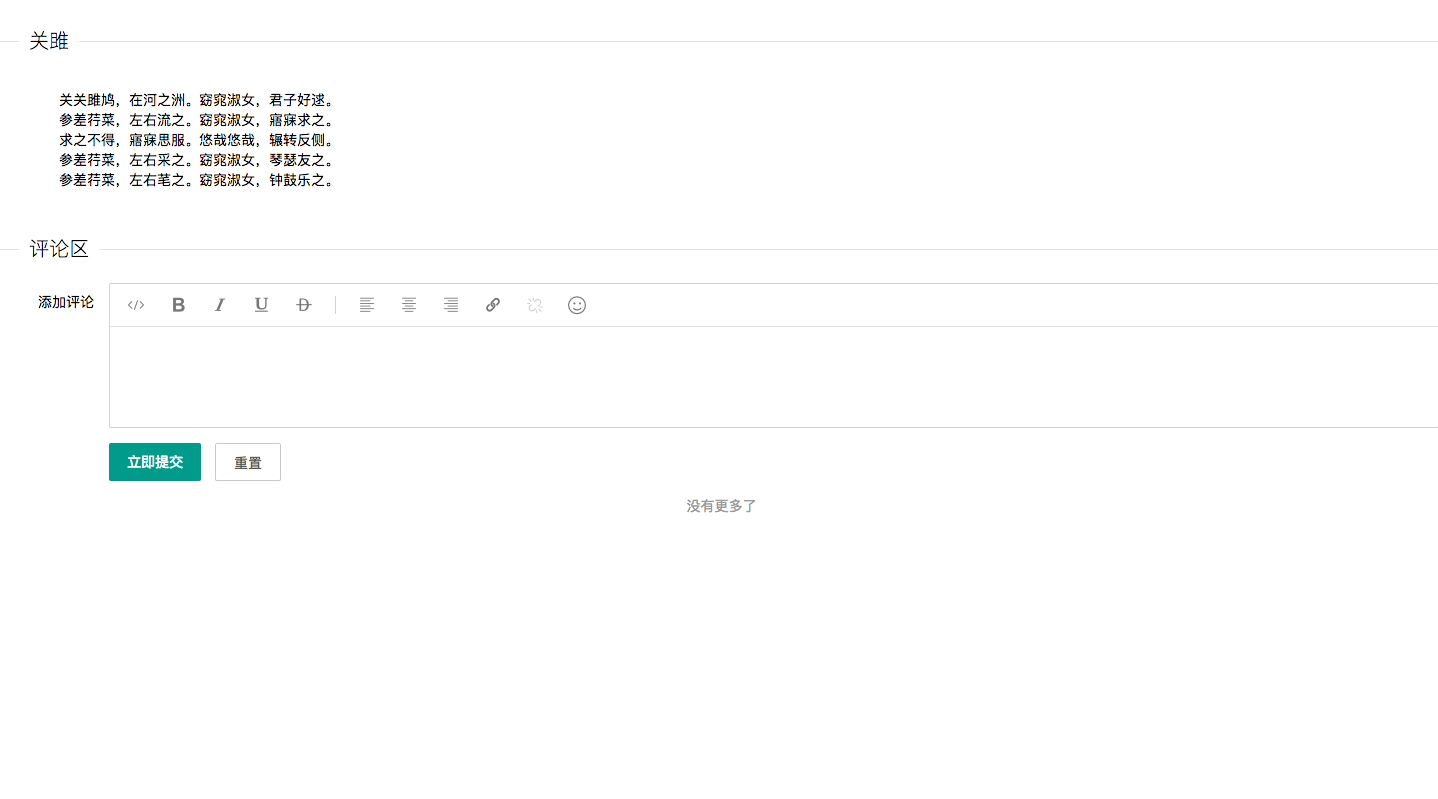 关雎
关关雎鸠，在河之洲。窈窕淑女，君子好逑。
参差荇菜，左右流之。窈窕淑女，寤寐求之。
求之不得，寤寐思服。悠哉悠哉，辗转反侧。
参差荇菜，左右采之。窈窕淑女，琴瑟友之。
参差荇菜，左右芼之。窈窕淑女，钟鼓乐之。
评论区
添加评论
立即提交 重置
没有更多了